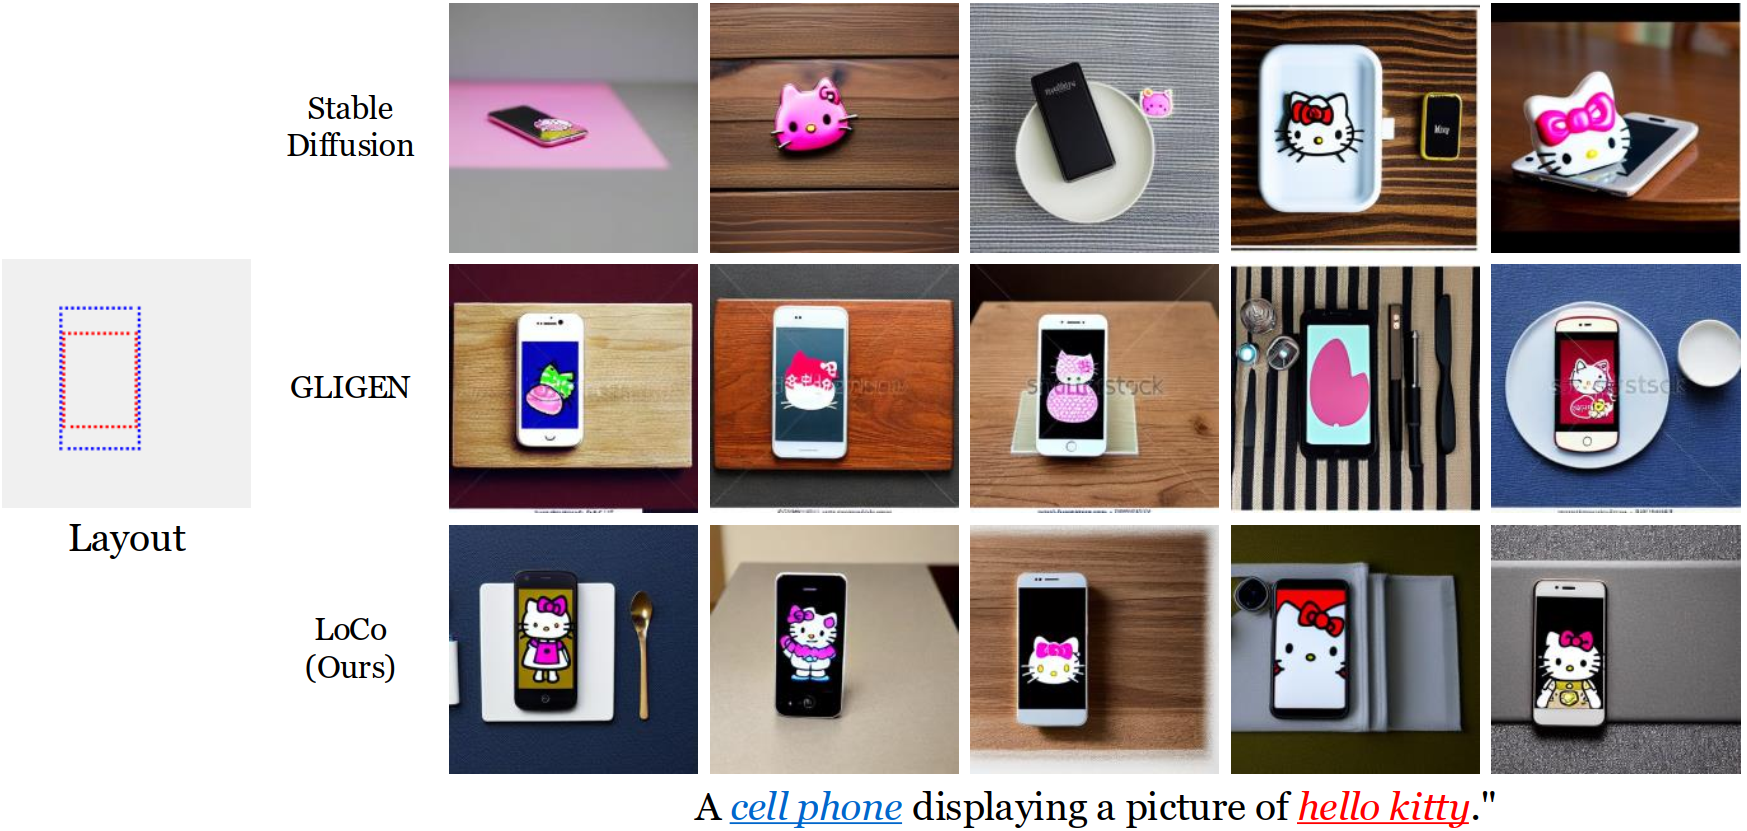 Stable
Diffusion
GLIGEN
Layout
LoCo
(Ours)
A cell phone displaying a picture of hello kitty."